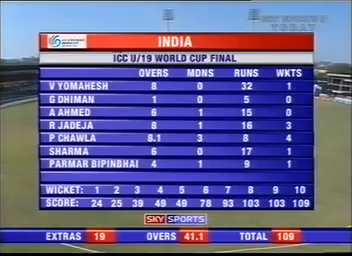 INDIA
ICC U/19 WORLD CUP FINAL
OVERS MDNS RUNS WKTS
V YOMAHESH 8 0 32 1
G DHIMAN 1 0 5 0
A AHMED 6 1 15 0
R JADEJA 8 1 16 3
P CHAWLA 8.1 3 8 4
SHARMA 6 0 17 1
PARMAR BIPINBHAI 4 1 9 1
WICKET: 1 2 3 4 5 6 7 8 9 10
SCORE: 24 25 39 49 49 78 93 103 103 109
SKY SPORTS
EXTRAS 19 OVERS 41.1 TOTAL 109